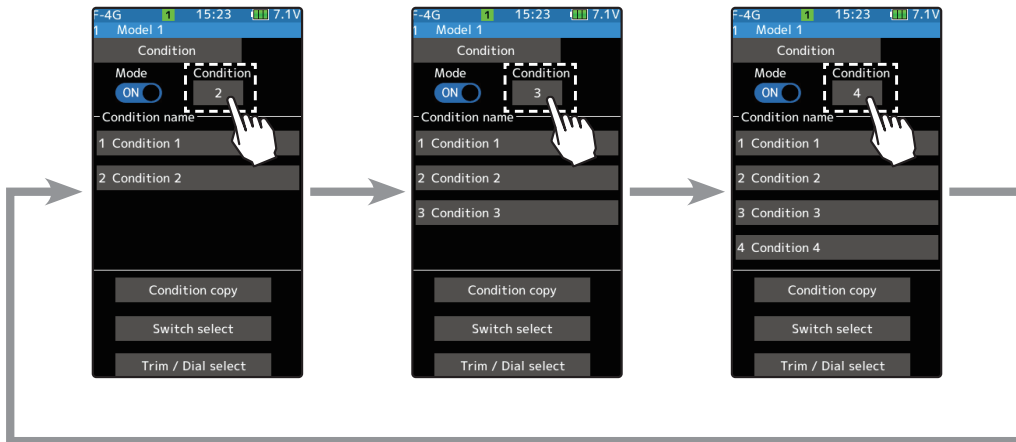 F-4G 1 15:23 7.1V
1 Model 1
Condition
Mode Condition
ON 2
Condition name
1 Condition 1
2 Condition 2
Condition copy
Switch select
Trim / Dial select
-4G 1 15:23 7.1V
1 Model 1
Condition
Mode Condition
ON 3
Condition name
1 Condition 1
2 Condition 2
3 Condition 3
Condition copy
Switch select
Trim / Dial select
F-4G 1 15:23 7.1V
1 Model 1
Condition
Mode Condition
ON 4
Condition name
1 Condition 1
2 Condition 2
3 Condition 3
4 Condition 4
Condition copy
Switch select
Trim / Dial select